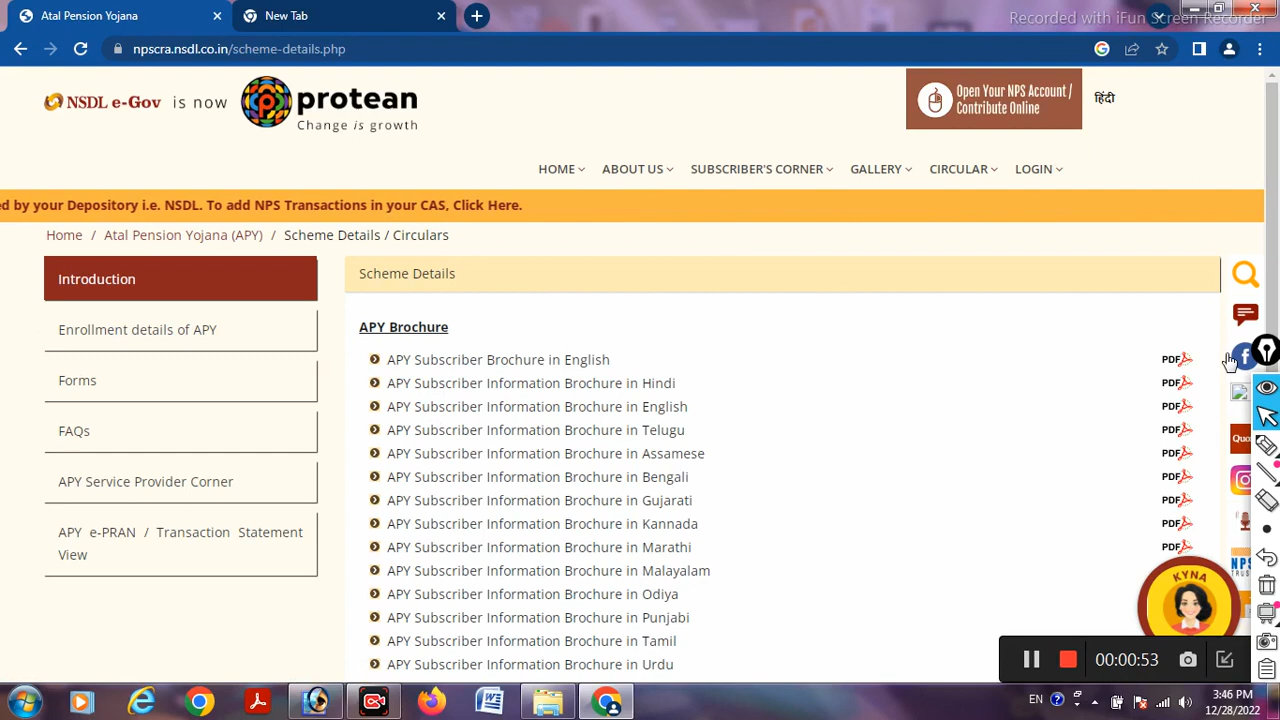 Atal Pension Yojana
New Tab
Recorded with iFun Screen Recorder
npscra.nsdl.co.in/scheme-details.php
NSDL e-Gov is now protean
Change is growth
Open Your NPS Account /
Contribute Online
हिंदी
HOME ABOUT US SUBSCRIBER'S CORNER GALLERY CIRCULAR LOGIN
ed by your Depository i.e. NSDL. To add NPS Transactions in your CAS, Click Here.
Home / Atal Pension Yojana (APY) / Scheme Details / Circulars
Introduction
Enrollment details of APY
Forms
FAQs
APY Service Provider Corner
APY e-PRAN / Transaction Statement
View
Scheme Details
APY Brochure
APY Subscriber Brochure in English PDF
APY Subscriber Information Brochure in Hindi PDF
APY Subscriber Information Brochure in English PDF
APY Subscriber Information Brochure in Telugu PDF
APY Subscriber Information Brochure in Assamese PDF
APY Subscriber Information Brochure in Bengali PDF
APY Subscriber Information Brochure in Gujarati PDF
APY Subscriber Information Brochure in Kannada PDF
APY Subscriber Information Brochure in Marathi PDF
APY Subscriber Information Brochure in Malayalam
APY Subscriber Information Brochure in Odiya
APY Subscriber Information Brochure in Punjabi
APY Subscriber Information Brochure in Tamil
APY Subscriber Information Brochure in Urdu
Quo
NPS
TRUS
KYNA
00:00:53
EN
3:46 PM
12/28/2022